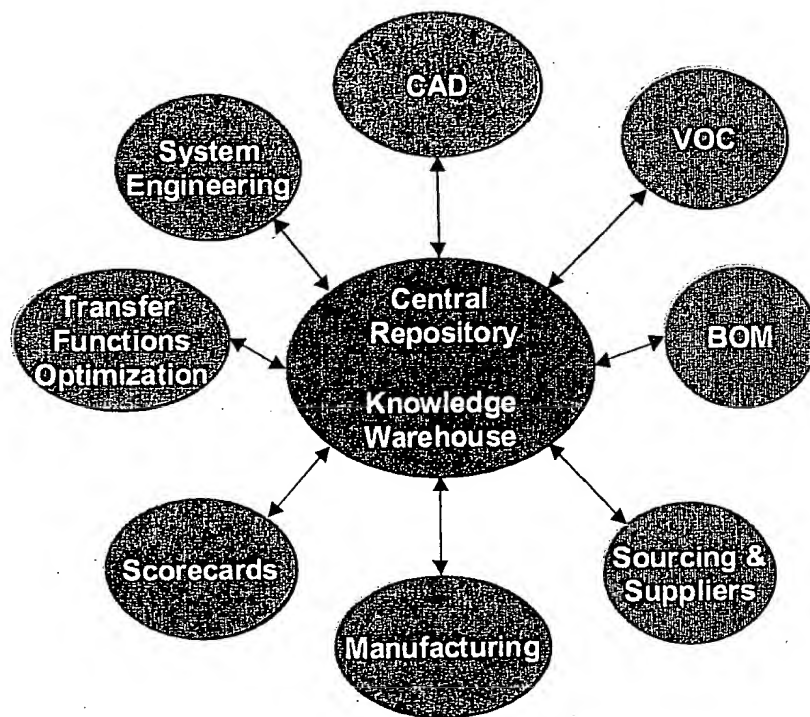 CAD
VOC
System
Engineering
Central
Repository
Knowledge
Warehouse
Transfer
Functions
Optimization
BOM
Scorecards
Sourcing &
Suppliers
Manufacturing